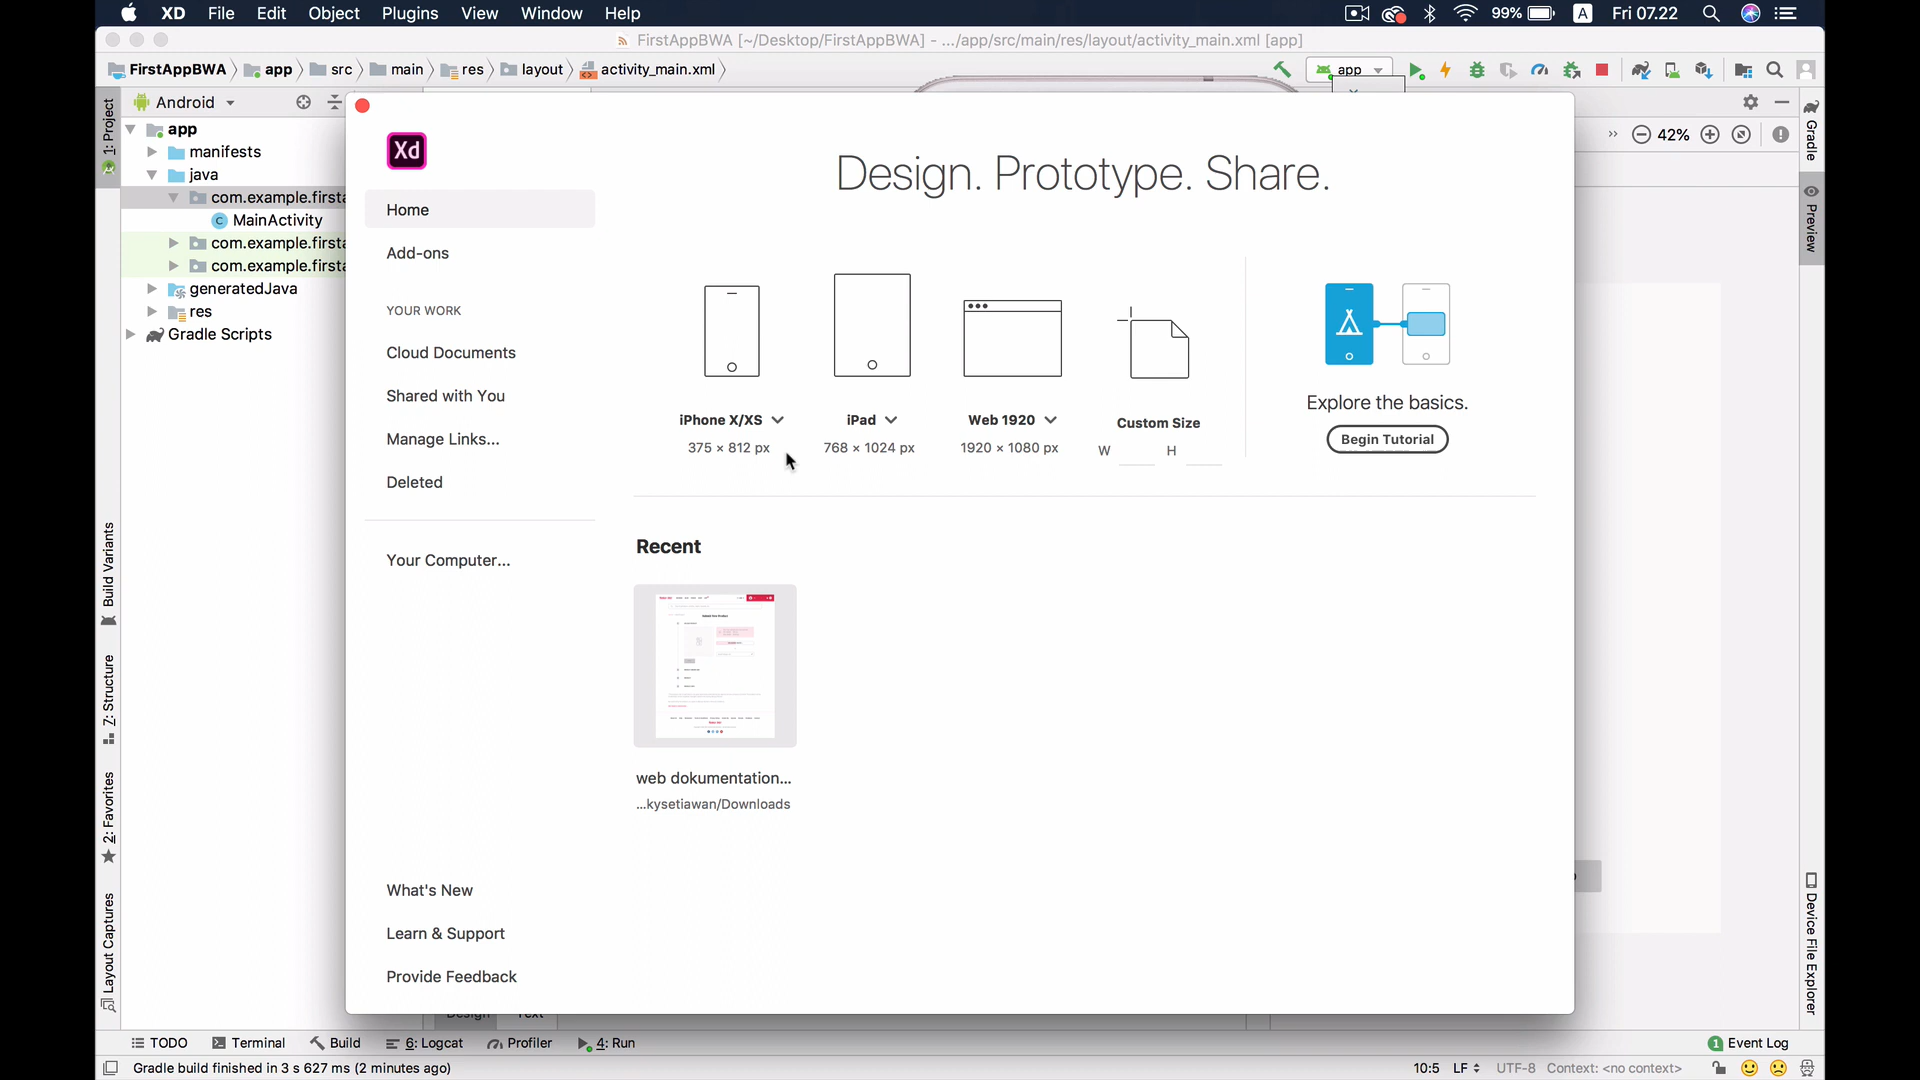 XD File Edit Object Plugins View Window Help 99% A Fri 07.22
FirstAppBWA [~/Desktop/FirstAppBWA] - .../app/src/main/res/layout/activity_main.xml [app]
FirstAppBWA app src main res layout activity_main.xml app
1: Project
Android
app
manifests
java
com.example.firsta
MainActivity
com.example.firsta
com.example.firsta
generatedJava
res
Gradle Scripts
Build Variants
Z: Structure
2: Favorites
Layout Captures
Xd
Home
Add-ons
YOUR WORK
Cloud Documents
Shared with You
Manage Links...
Deleted
Your Computer...
What's New
Learn & Support
Provide Feedback
Design. Prototype. Share.
iPhone X/XS iPad Web 1920 Custom Size
375 × 812 px 768 × 1024 px 1920 × 1080 px W H
Explore the basics.
Begin Tutorial
Recent
web dokumentation...
...kysetiawan/Downloads
42%
Gradle
Preview
Device File Explorer
Design Text
TODO Terminal Build 6: Logcat Profiler 4: Run 1 Event Log
Gradle build finished in 3 s 627 ms (2 minutes ago) 10:5 LF UTF-8 Context: <no context>